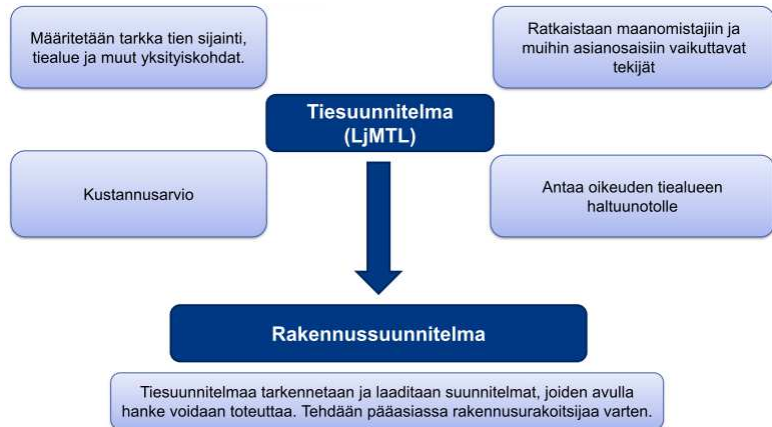 Määritetään tarkka tien sijainti,
tiealue ja muut yksityiskohdat.
Ratkaistaan maanomistajiin ja
muihin asianosaisiin vaikuttavat
tekijät
Tiesuunnitelma
(LjMTL)
Kustannusarvio
Antaa oikeuden tiealueen
haltuunotolle
Rakennussuunnitelma
Tiesuunnitelmaa tarkennetaan ja laaditaan suunnitelmat, joiden avulla
hanke voidaan toteuttaa. Tehdään pääasiassa rakennusurakoitsijaa varten.